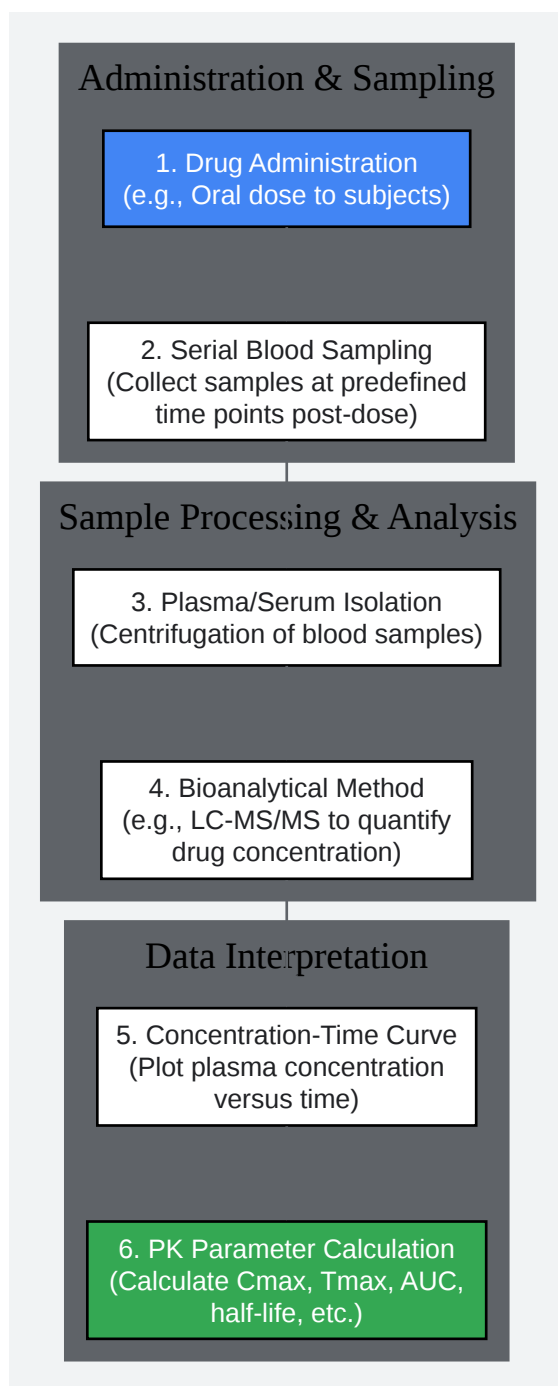 Administration & Sampling
1. Drug Administration
(e.g., Oral dose to subjects)
2. Serial Blood Sampling
(Collect samples at predefined
time points post-dose)
Sample Processing & Analysis
3. Plasma/Serum Isolation
(Centrifugation of blood samples)
4. Bioanalytical Method
(e.g., LC-MS/MS to quantify
drug concentration)
Data Interpretation
5. Concentration-Time Curve
(Plot plasma concentration
versus time)
6. PK Parameter Calculation
(Calculate Cmax, Tmax, AUC,
half-life, etc.)